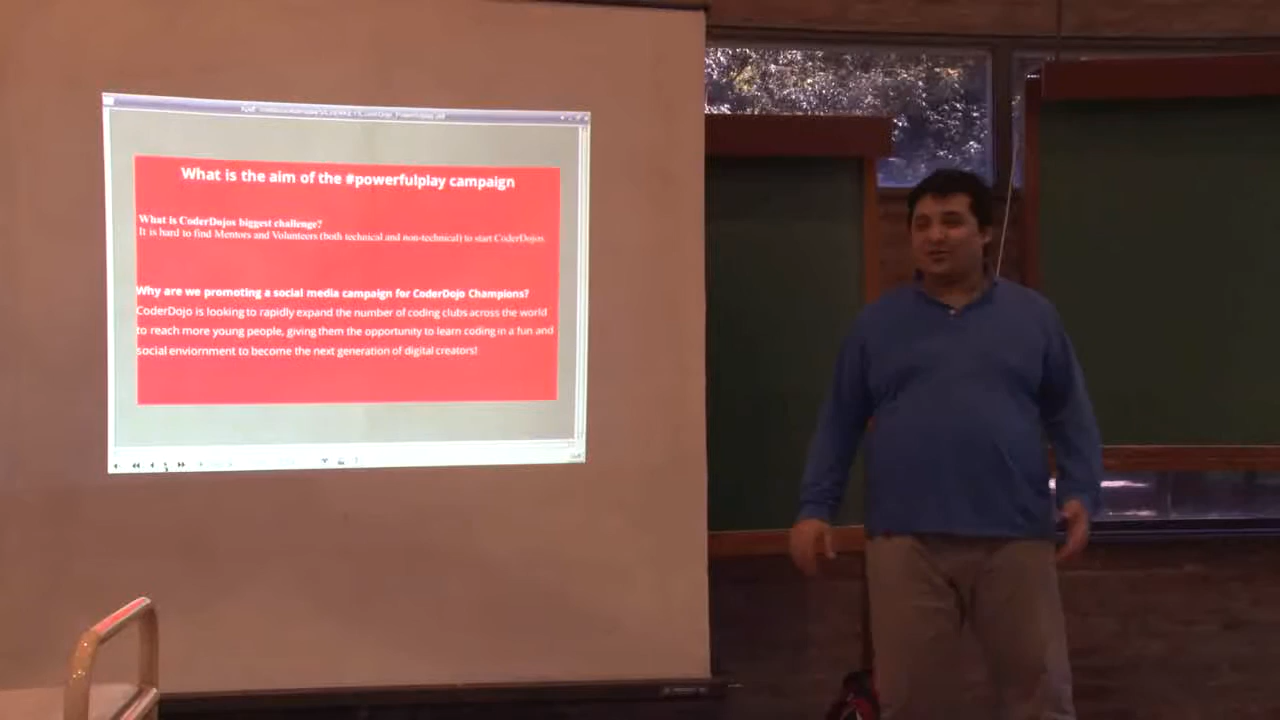 What is the aim of the #powerfulplay campaign
What is CoderDojos biggest challenge?
It is hard to find Mentors and Volunteers (both technical and non-technical) to start CoderDojos.
Why are we promoting a social media campaign for CoderDojo Champions?
CoderDojo is looking to rapidly expand the number of coding clubs across the world
to reach more young people, giving them the opportunity to learn coding in a fun and
social enviornment to become the next generation of digital creators!